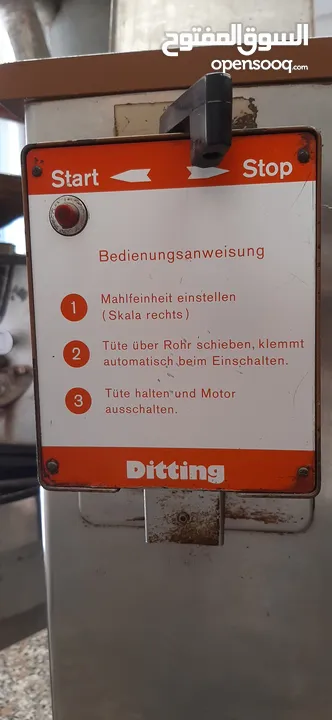 السوق المفتوح
opensooq.com
Start Stop
Bedienungsanweisung
1 Mahlfeinheit einstellen
(Skala rechts)
2 Tüte über Rohr schieben, klemmt
automatisch beim Einschalten.
3 Tüte halten und Motor
ausschalten.
Ditting